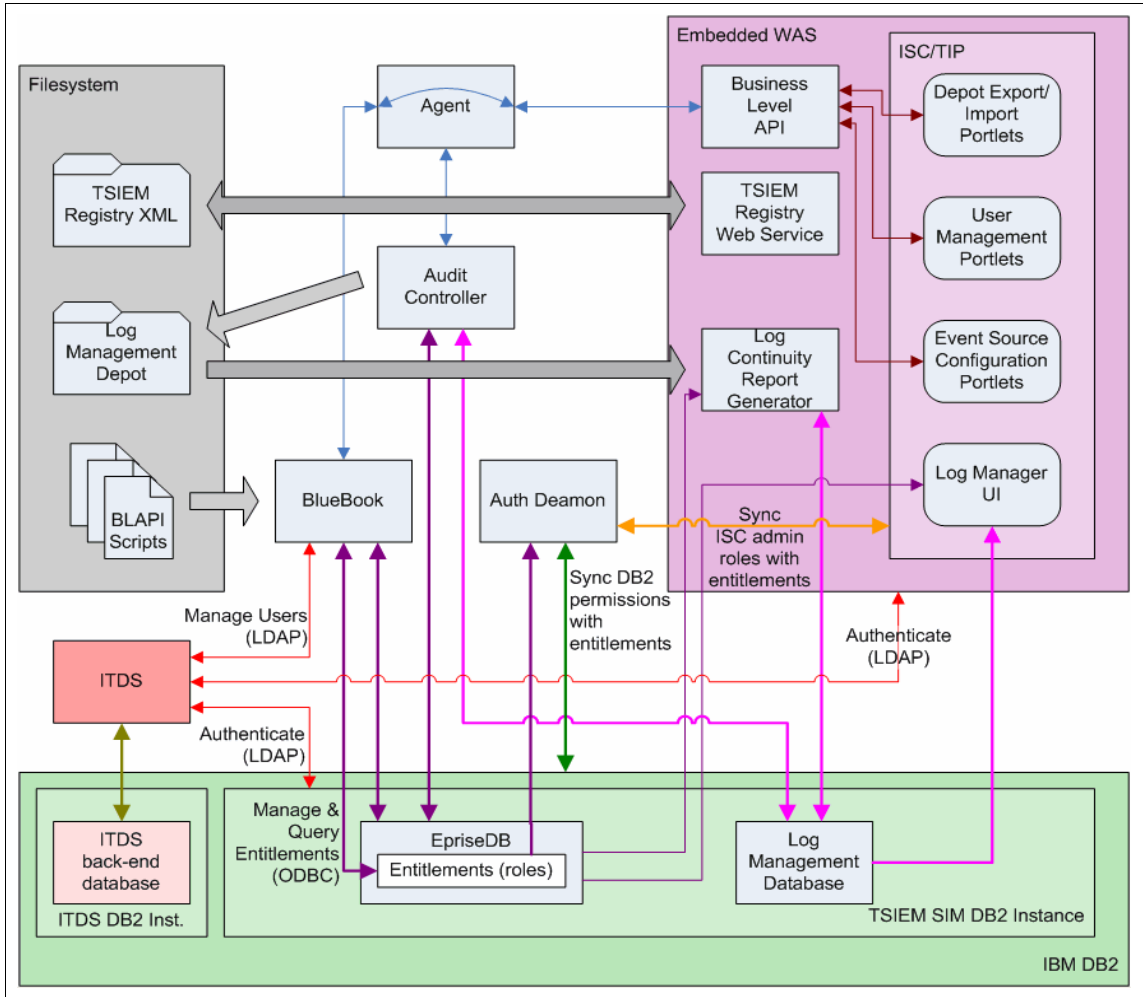 Embedded WAS
ISC/TIP
Filesystem
Agent
Business
Level
API
Depot Export/
Import
Portlets
TSIEM
Registry XML
TSIEM
Registry
Web Service
User
Management
Portlets
Audit
Controller
Log
Management
Depot
Log
Continuity
Report
Generator
Event Source
Configuration
Portlets
BLAPI
Scripts
BlueBook
Auth Deamon
Log Manager
UI
Sync
ISC admin
roles with
entitlements
Sync DB2
permissions
with
entitlements
Manage Users
(LDAP)
Authenticate
(LDAP)
ITDS
Authenticate
(LDAP)
Manage &
Query
Entitlements
(ODBC)
EpriseDB
Entitlements (roles)
Log
Management
Database
ITDS
back-end
database
ITDS DB2 Inst.
TSIEM SIM DB2 Instance
IBM DB2